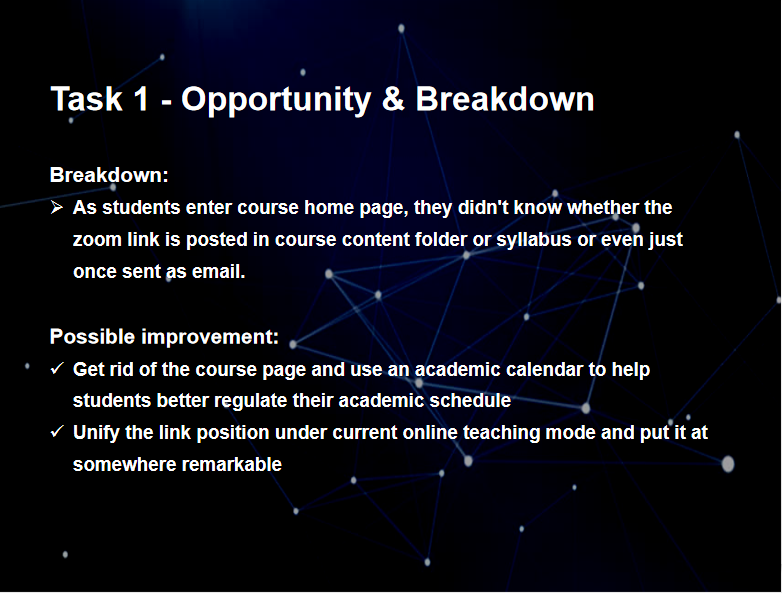 Task 1 - Opportunity & Breakdown
Breakdown:
➢ As students enter course home page, they didn't know whether the
zoom link is posted in course content folder or syllabus or even just
once sent as email.
Possible improvement:
✓ Get rid of the course page and use an academic calendar to help
students better regulate their academic schedule
✓ Unify the link position under current online teaching mode and put it at
somewhere remarkable